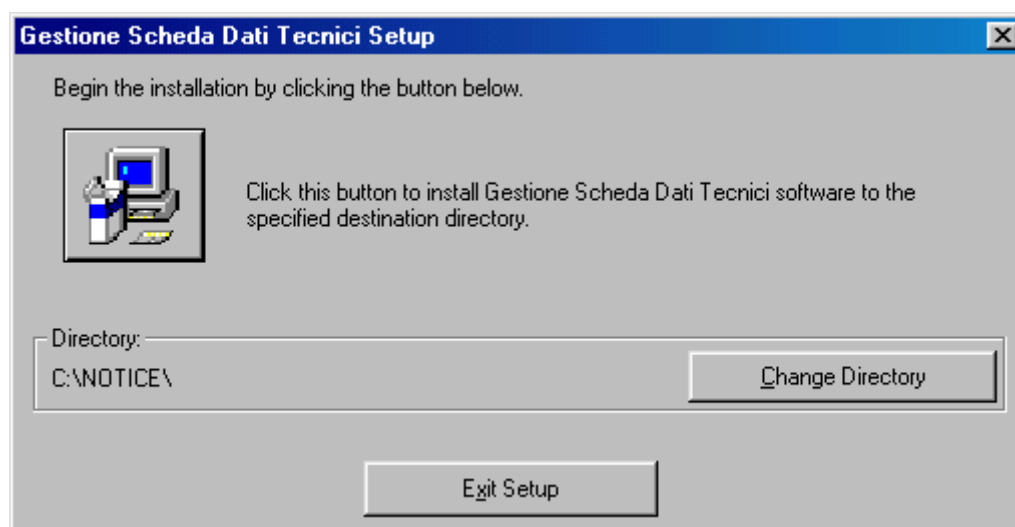 Gestione Scheda Dati Tecnici Setup
Begin the installation by clicking the button below.
Click this button to install Gestione Scheda Dati Tecnici software to the
specified destination directory.
Directory:
C:\NOTICE\
Change Directory
Exit Setup